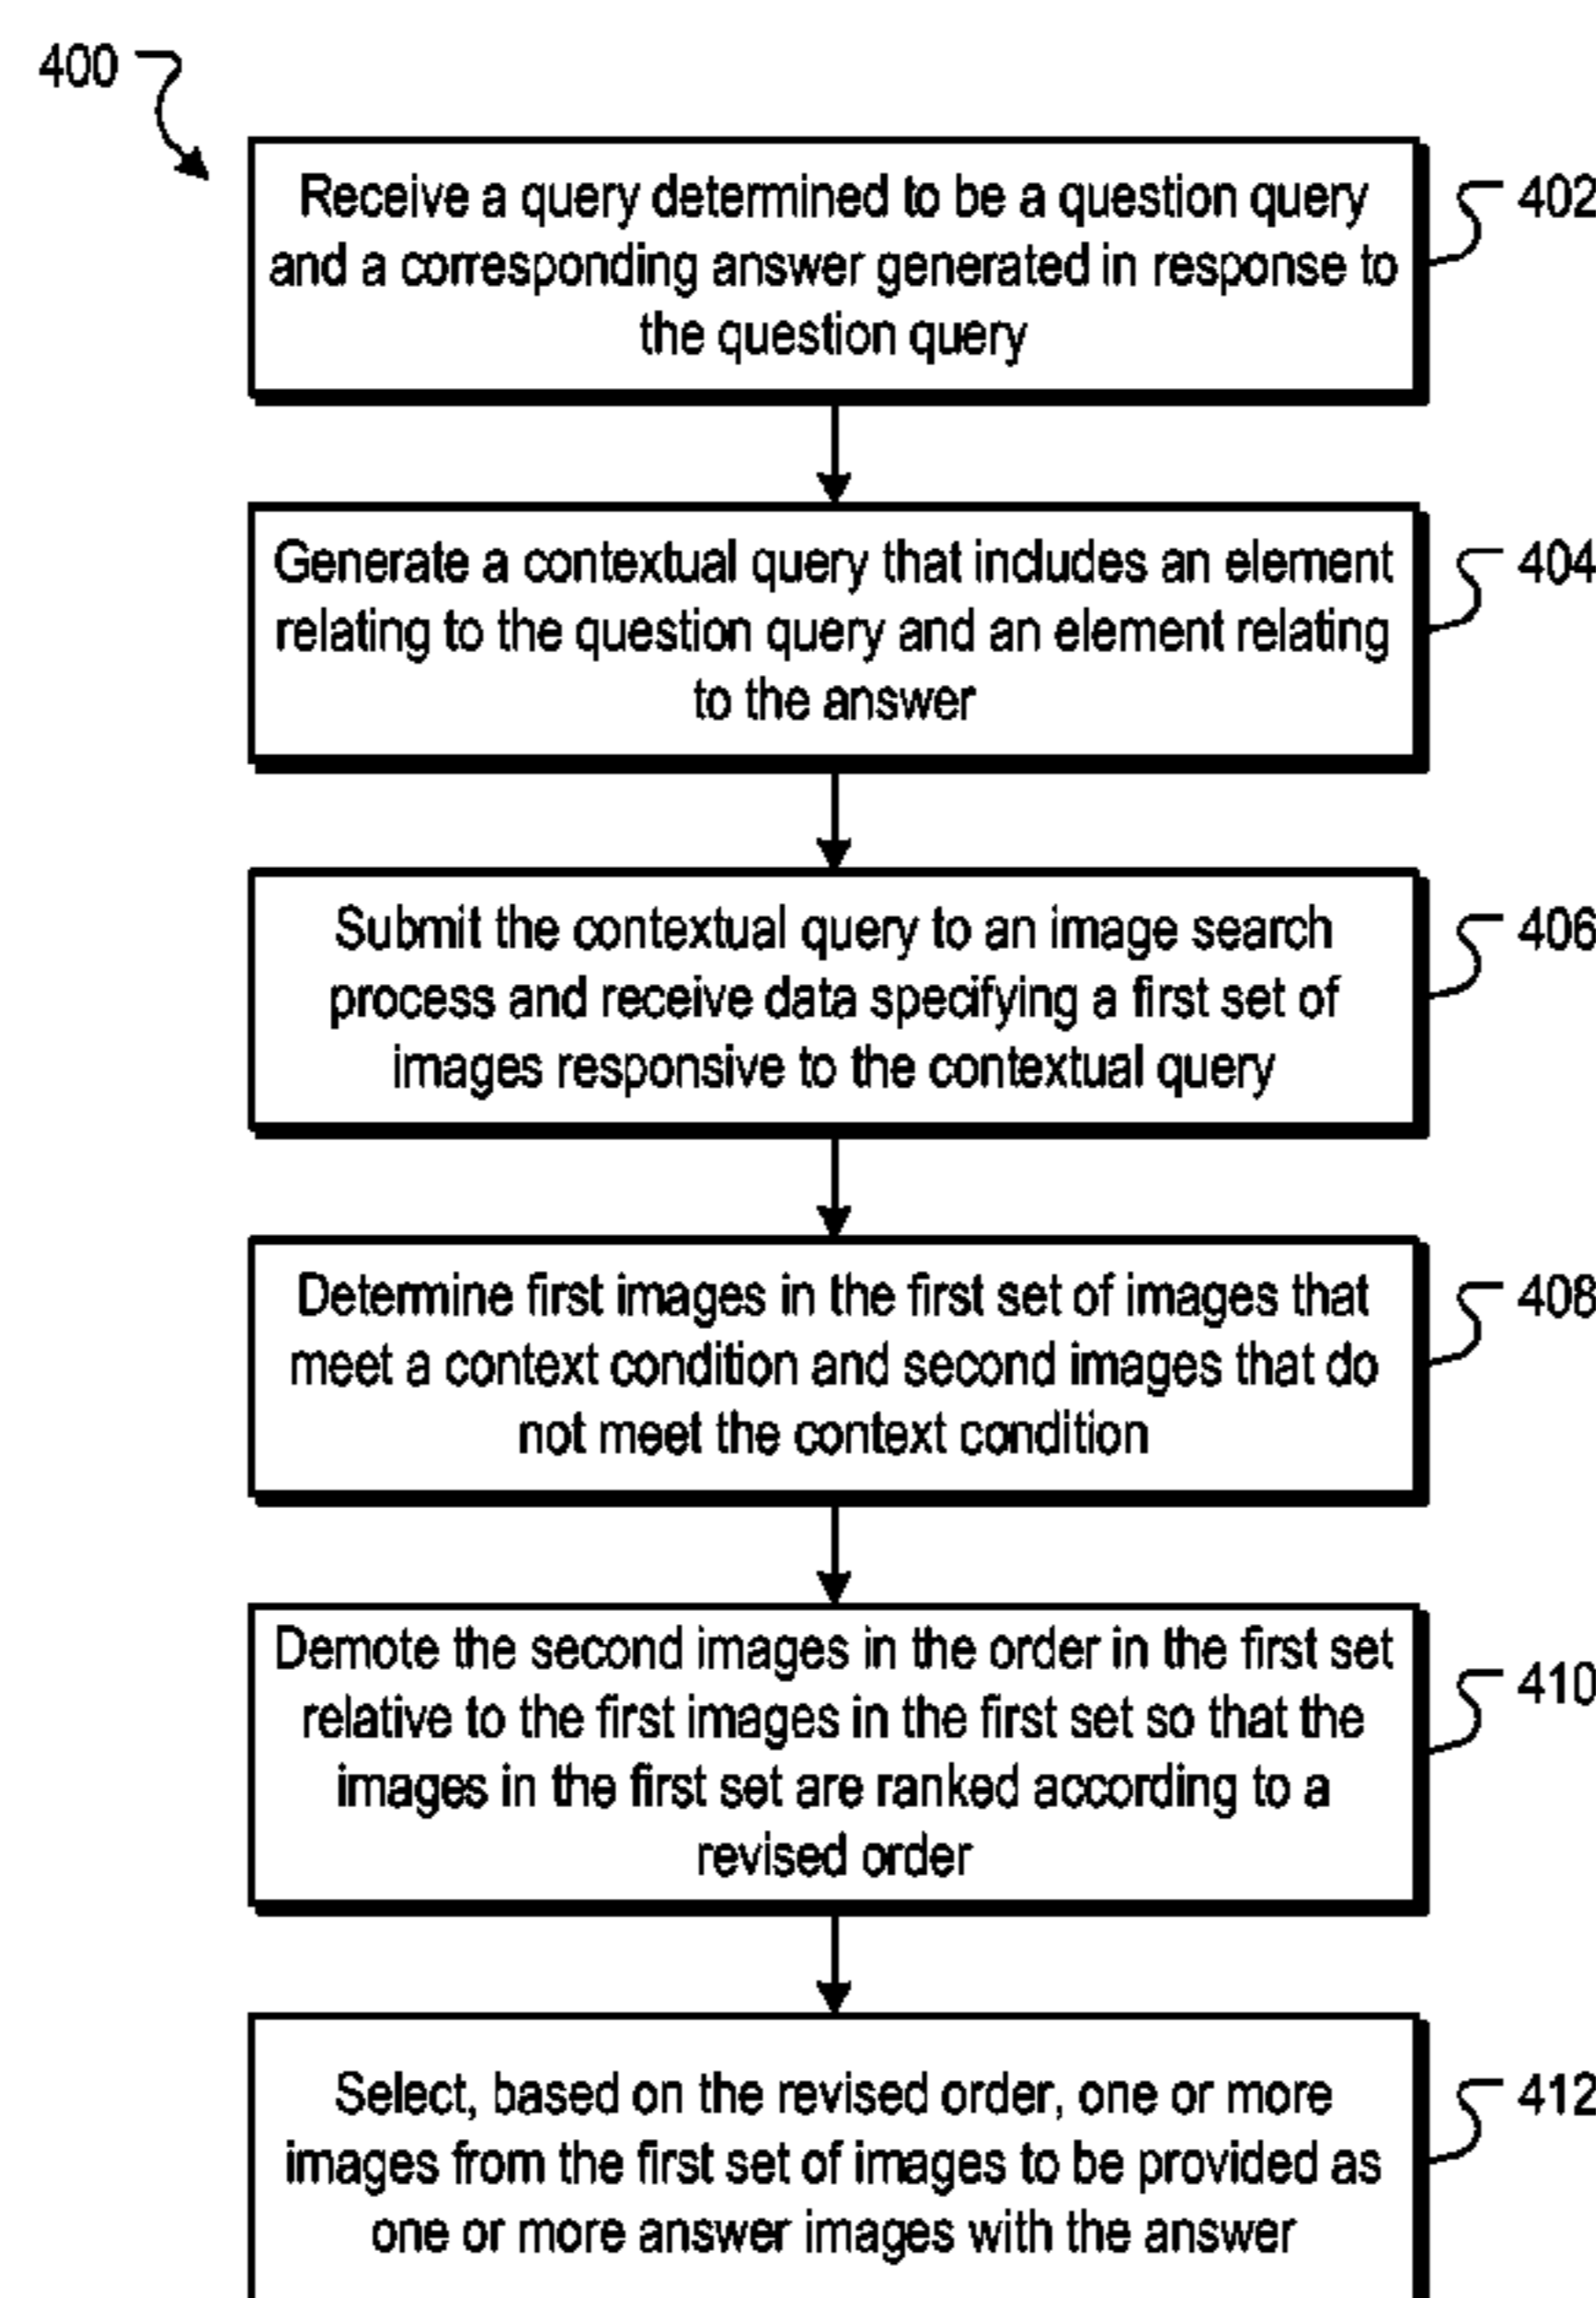 400
Receive a query determined to be a question query
and a corresponding answer generated in response to
the question query
402
Generate a contextual query that includes an element
relating to the question query and an element relating
to the answer
404
Submit the contextual query to an image search
process and receive data specifying a first set of
images responsive to the contextual query
406
Determine first images in the first set of images that
meet a context condition and second images that do
not meet the context condition
408
Demote the second images in the order in the first set
relative to the first images in the first set so that the
images in the first set are ranked according to a
revised order
410
Select, based on the revised order, one or more
images from the first set of images to be provided as
one or more answer images with the answer
412